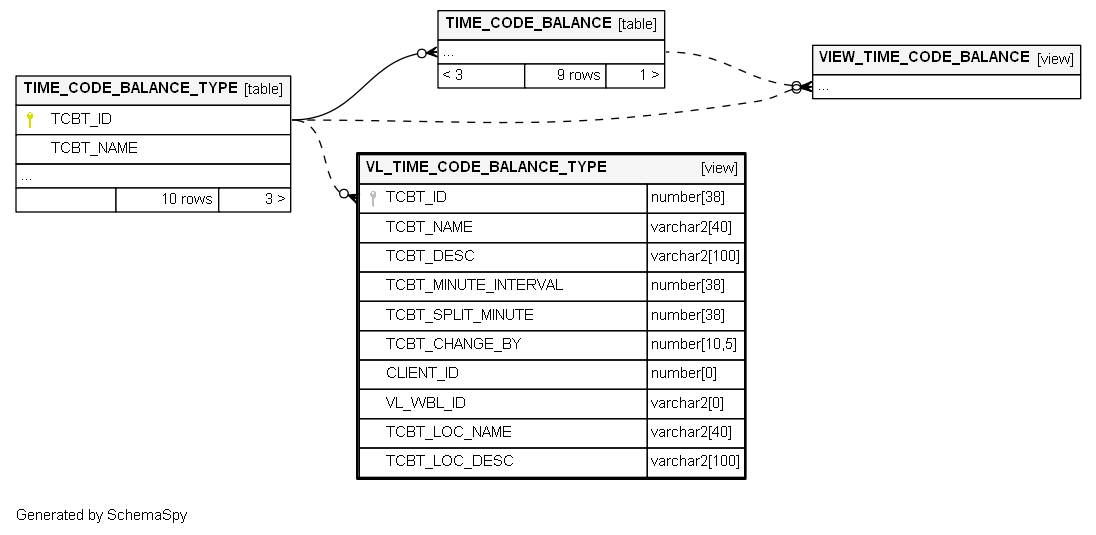 TIME_CODE_BALANCE [table]
...
< 3 9 rows 1 >
VIEW_TIME_CODE_BALANCE [view]
...
TIME_CODE_BALANCE_TYPE [table]
TCBT_ID
TCBT_NAME
...
10 rows 3 >
VL_TIME_CODE_BALANCE_TYPE [view]
TCBT_ID number[38]
TCBT_NAME varchar2[40]
TCBT_DESC varchar2[100]
TCBT_MINUTE_INTERVAL number[38]
TCBT_SPLIT_MINUTE number[38]
TCBT_CHANGE_BY number[10,5]
CLIENT_ID number[0]
VL_WBL_ID varchar2[0]
TCBT_LOC_NAME varchar2[40]
TCBT_LOC_DESC varchar2[100]
Generated by SchemaSpy